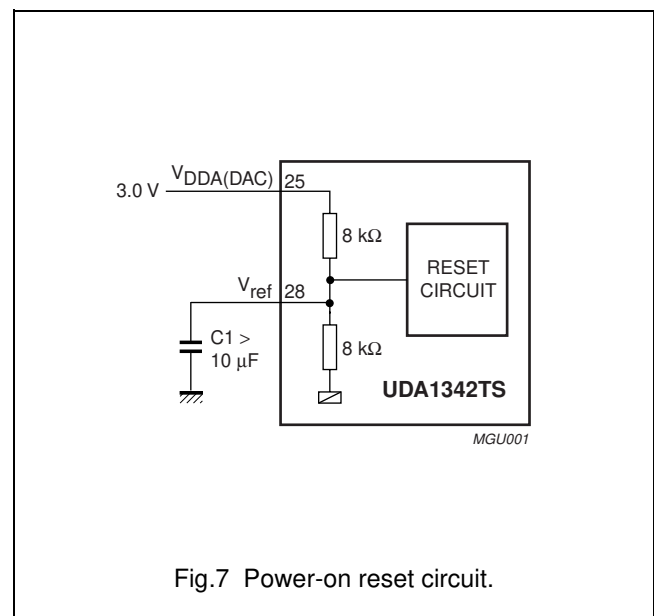 3.0 V
VDDA(DAC)
25
8 kΩ
RESET
CIRCUIT
Vref
28
C1 >
10 μF
8 kΩ
UDA1342TS
MGU001
Fig.7 Power-on reset circuit.